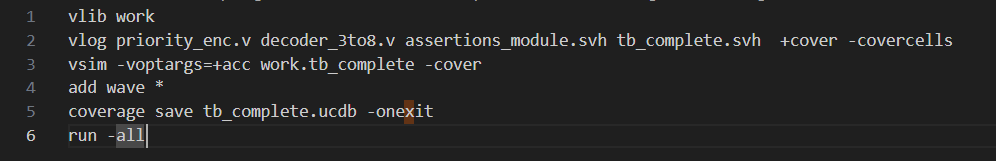 1 vlib work
2 vlog priority_enc.v decoder_3to8.v assertions_module.svh tb_complete.svh  +cover -covercells
3 vsim -voptargs=+acc work.tb_complete -cover
4 add wave *
5 coverage save tb_complete.ucdb -onexit
6 run -all